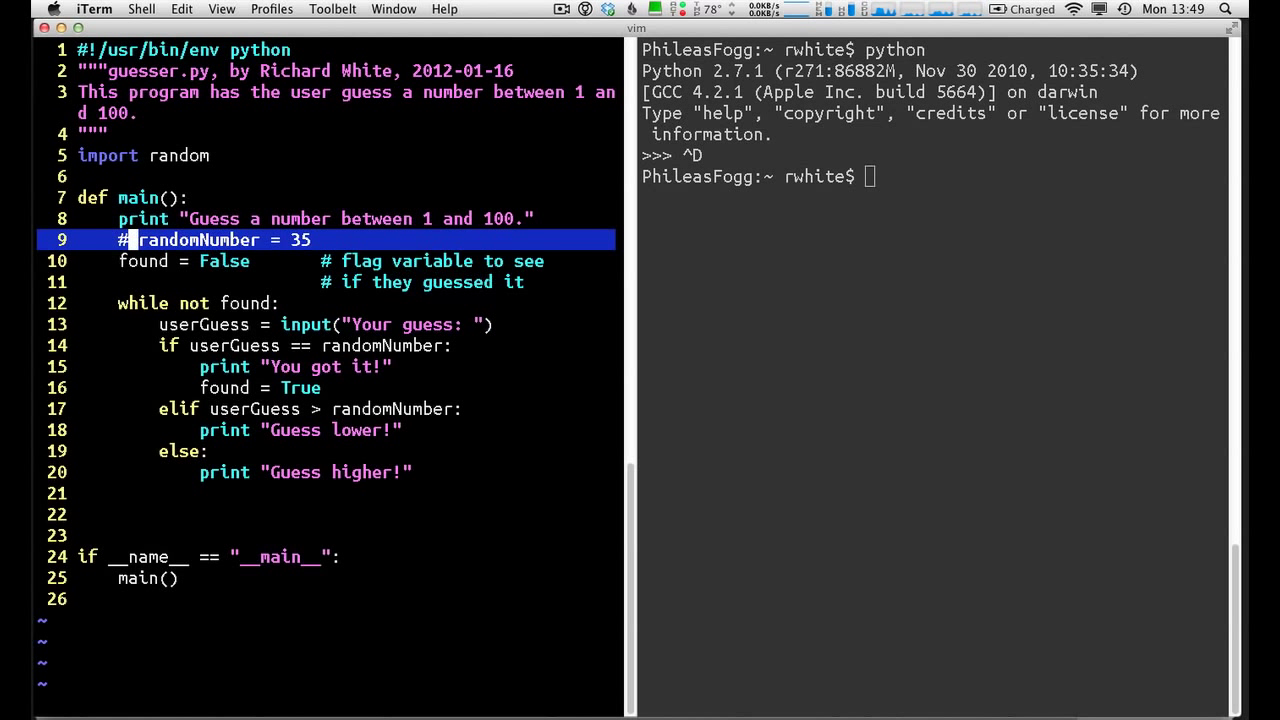 iTerm Shell Edit View Profiles Toolbelt Window Help 78° 0.0KB/s 0.0KB/s Charged Mon 13:49
vim
1 #!/usr/bin/env python
2 """guesser.py, by Richard White, 2012-01-16
3 This program has the user guess a number between 1 an
d 100.
4 """
5 import random
6
7 def main():
8     print "Guess a number between 1 and 100."
9     # randomNumber = 35
10     found = False       # flag variable to see
11                         # if they guessed it
12     while not found:
13         userGuess = input("Your guess: ")
14         if userGuess == randomNumber:
15             print "You got it!"
16             found = True
17         elif userGuess > randomNumber:
18             print "Guess lower!"
19         else:
20             print "Guess higher!"
21
22
23
24 if __name__ == "__main__":
25     main()
26
~
~
~
~
PhileasFogg:~ rwhite$ python
Python 2.7.1 (r271:86882M, Nov 30 2010, 10:35:34)
[GCC 4.2.1 (Apple Inc. build 5664)] on darwin
Type "help", "copyright", "credits" or "license" for more
 information.
>>> ^D
PhileasFogg:~ rwhite$